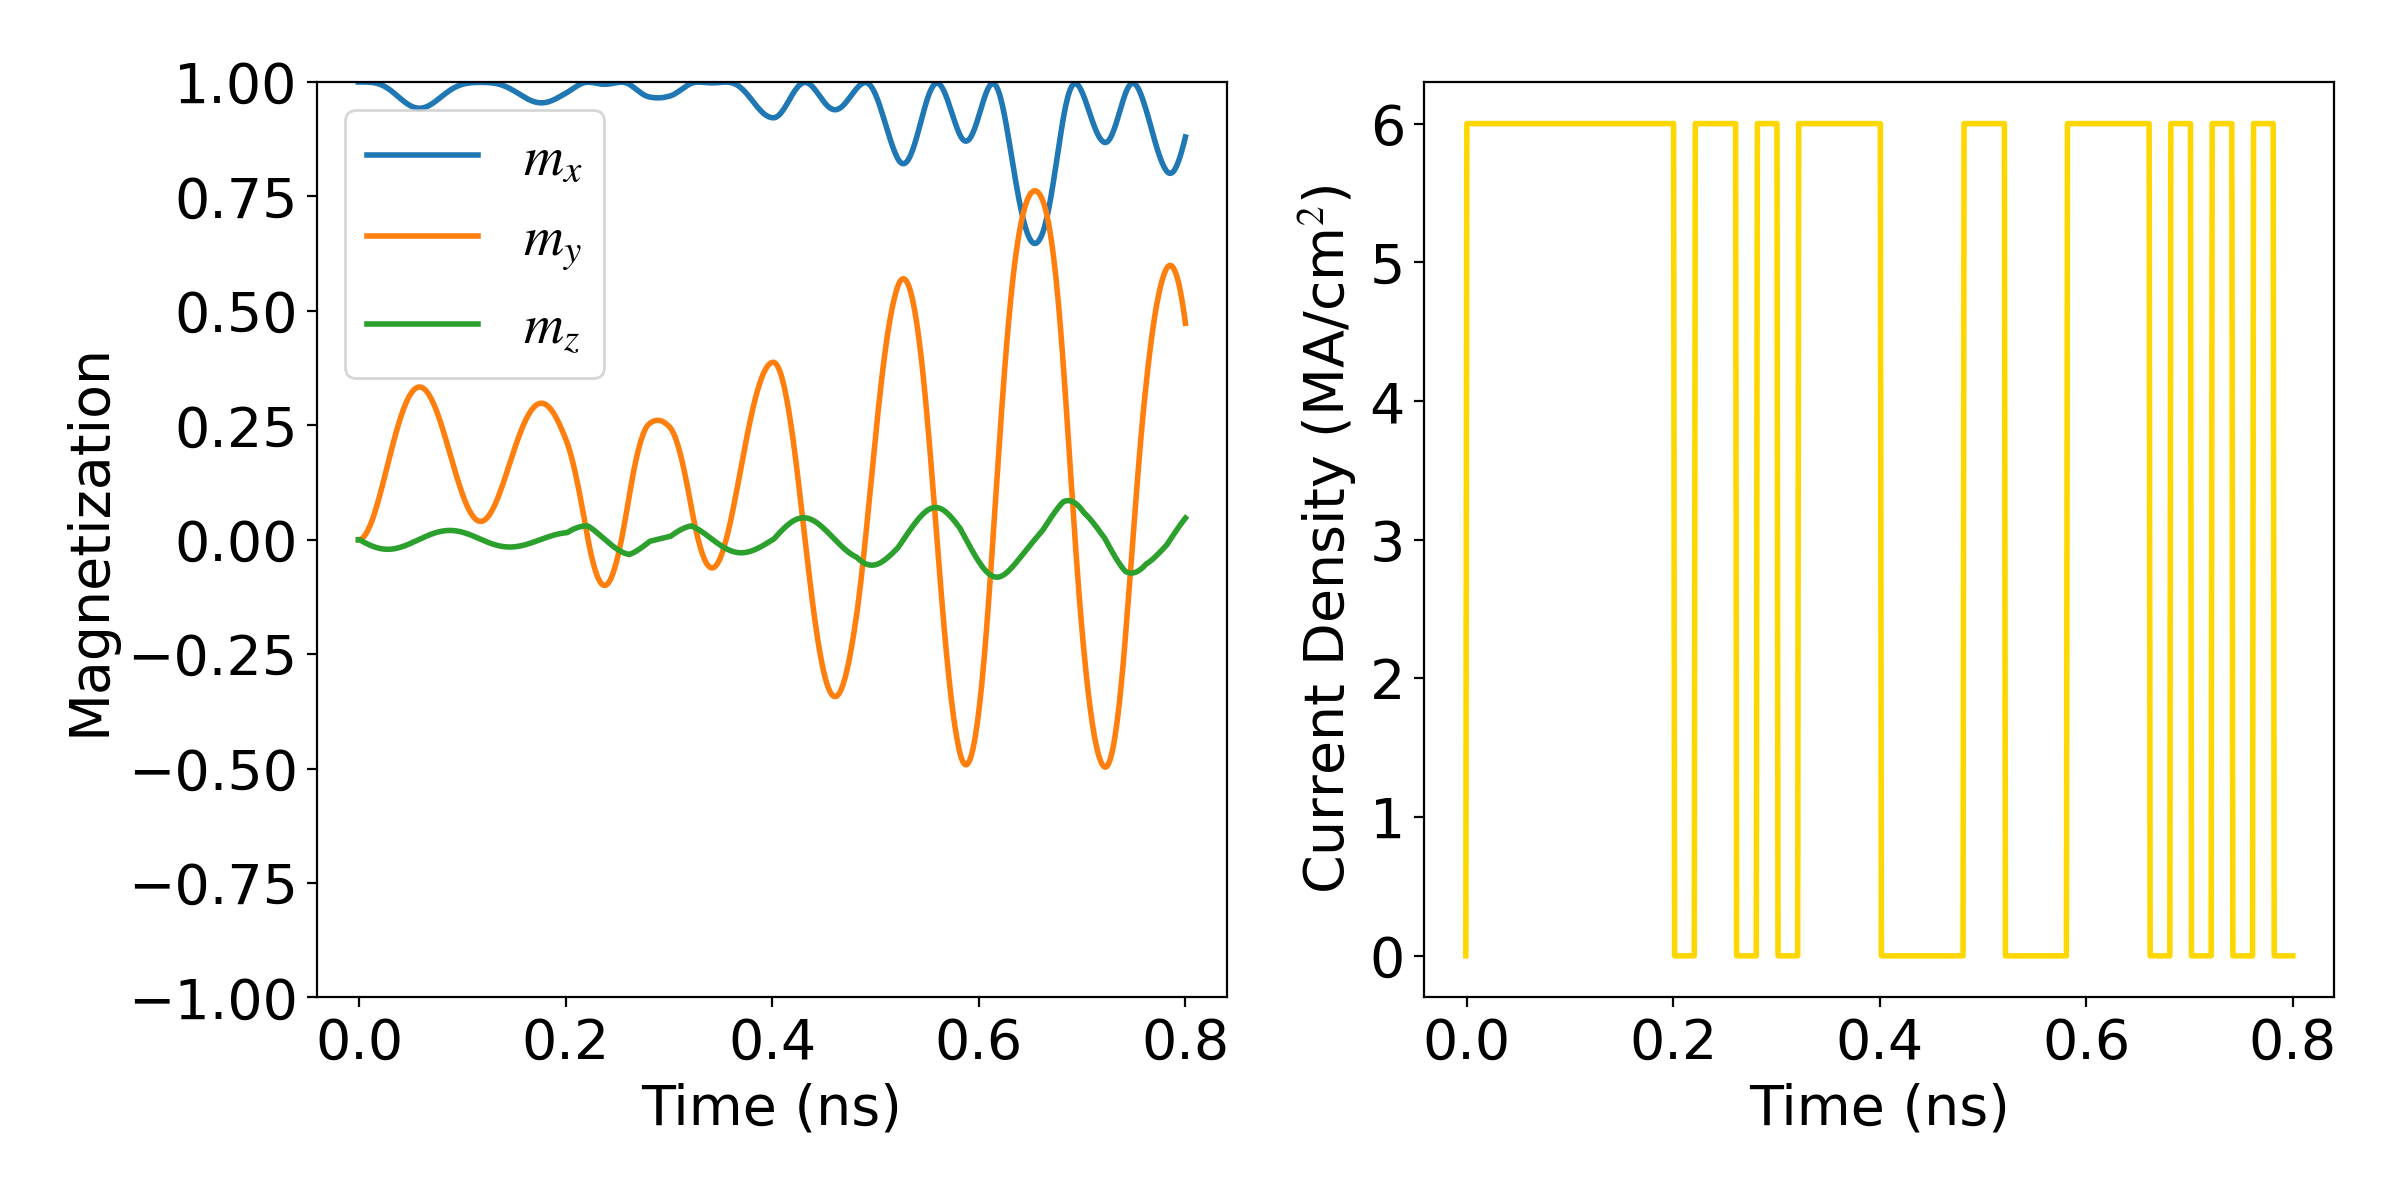 1.00
0.75
0.50
0.25
0.00
−0.25
−0.50
−0.75
−1.00
Magnetization
m_x
m_y
m_z
0.0 0.2 0.4 0.6 0.8
Time (ns)
6
5
4
3
2
1
0
Current Density (MA/cm²)
0.0 0.2 0.4 0.6 0.8
Time (ns)